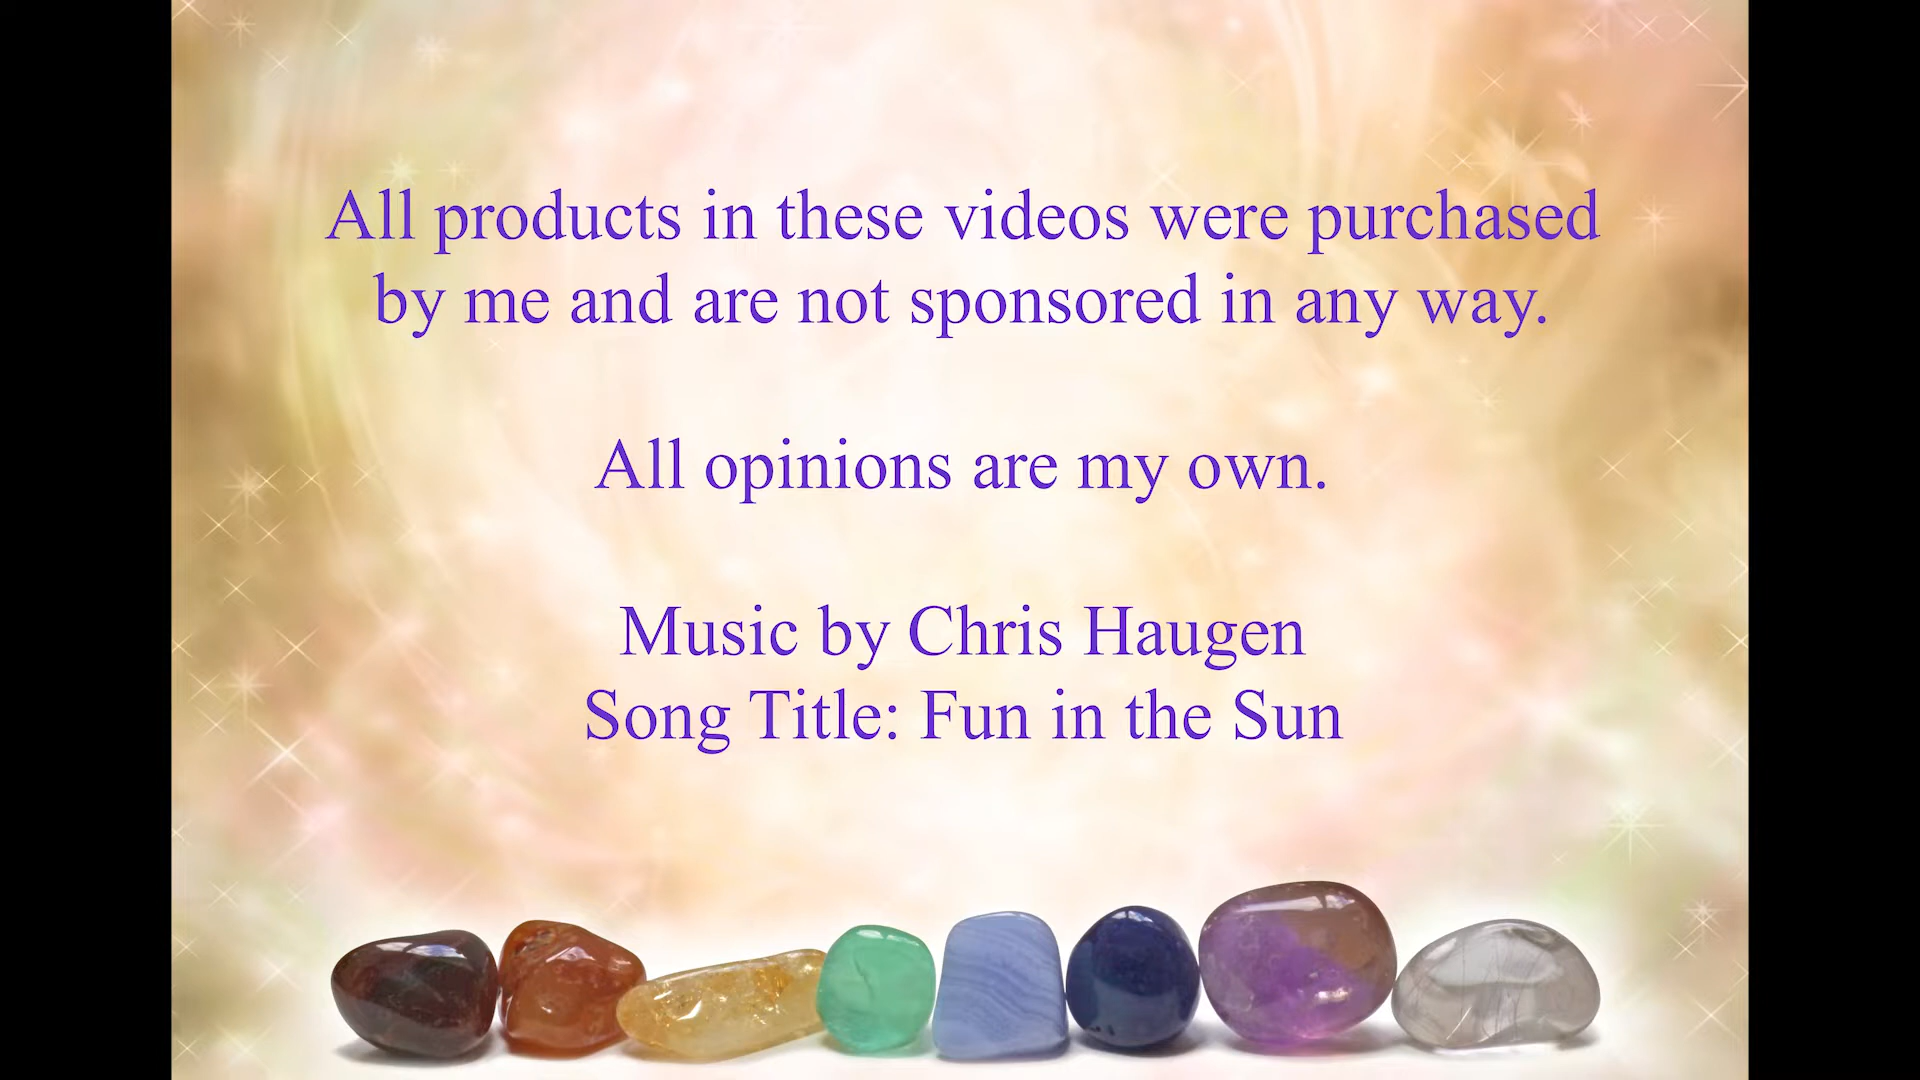 All products in these videos were purchased
by me and are not sponsored in any way.
All opinions are my own.
Music by Chris Haugen
Song Title: Fun in the Sun